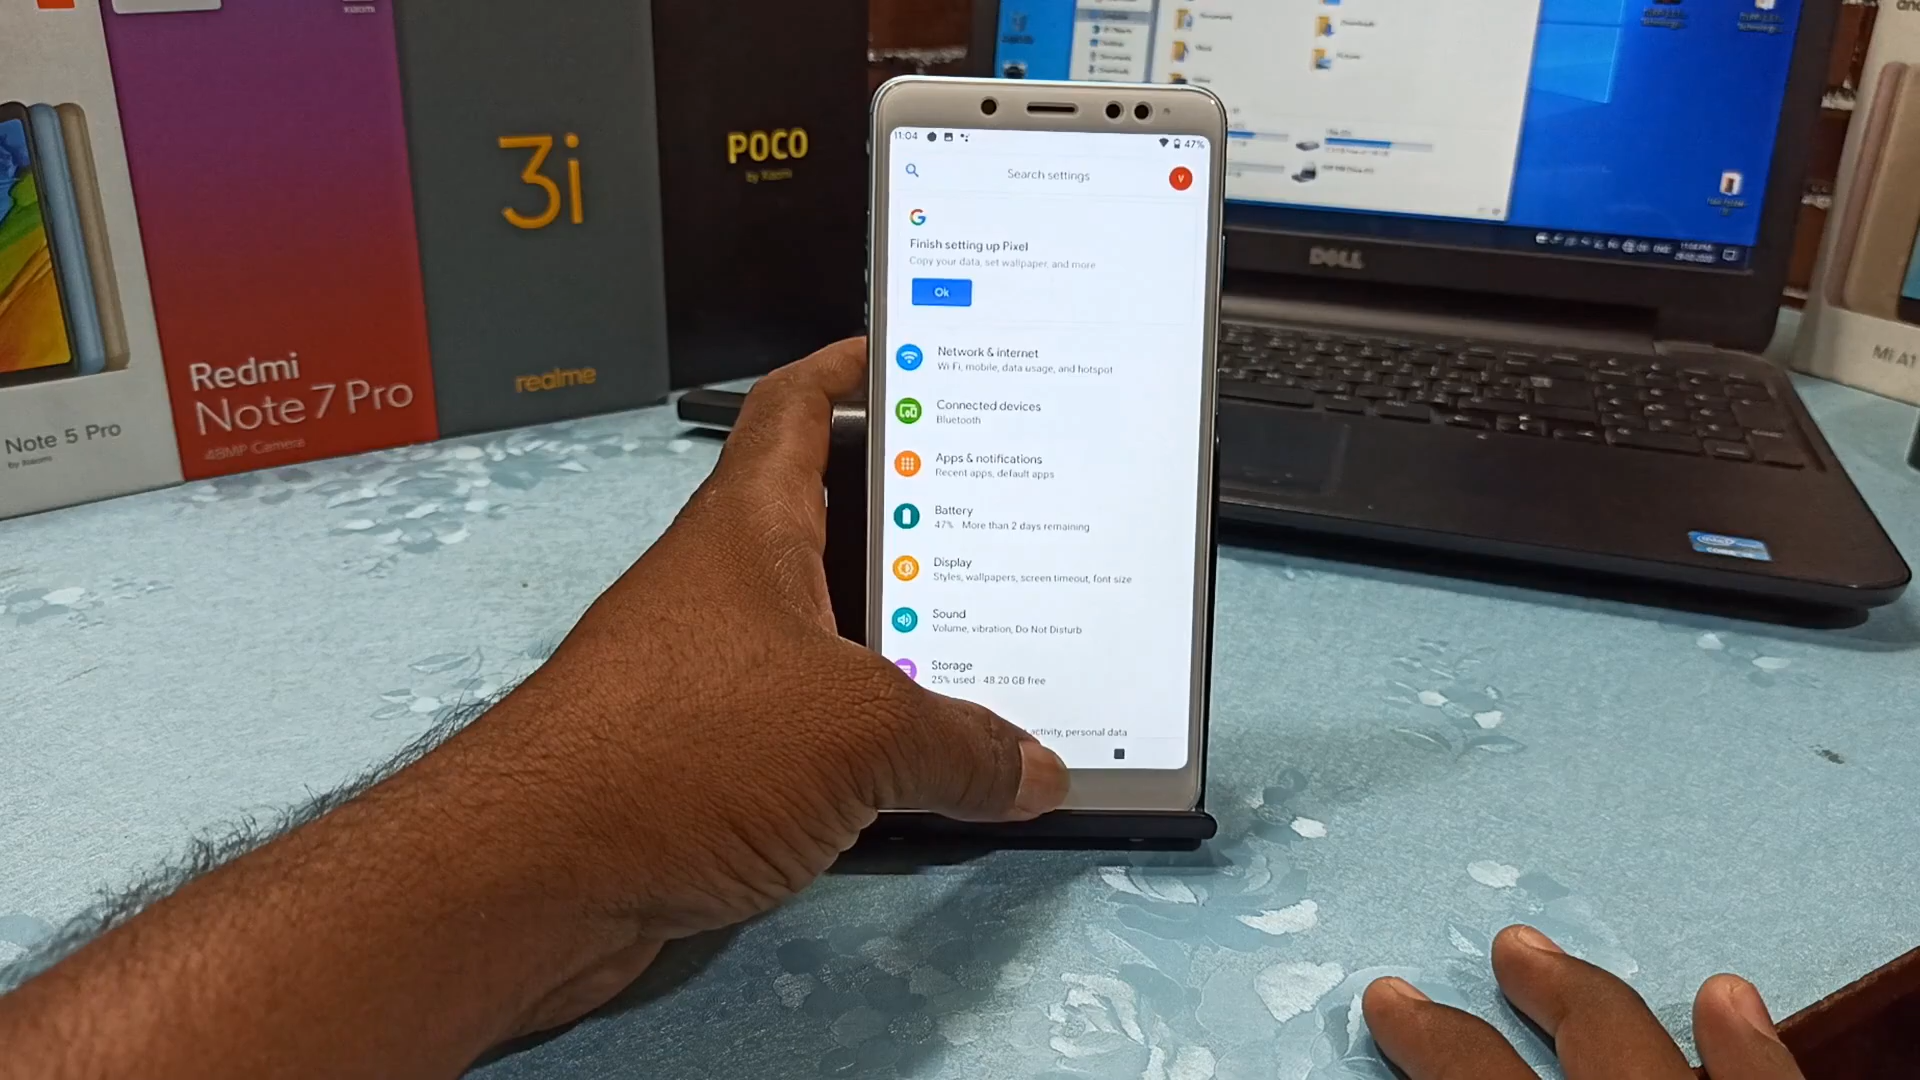 Note 5 Pro
by Xiaomi
Redmi
Note 7 Pro
48MP Camera
3i
realme
POCO
by Xiaomi
11:04
47%
Search settings
V
G
Finish setting up Pixel
Copy your data, set wallpaper, and more
Ok
Network & internet
Wi Fi, mobile, data usage, and hotspot
Connected devices
Bluetooth
Apps & notifications
Recent apps, default apps
Battery
47% · More than 2 days remaining
Display
Styles, wallpapers, screen timeout, font size
Sound
Volume, vibration, Do Not Disturb
Storage
25% used · 48.20 GB free
activity, personal data
DELL
Mi A1